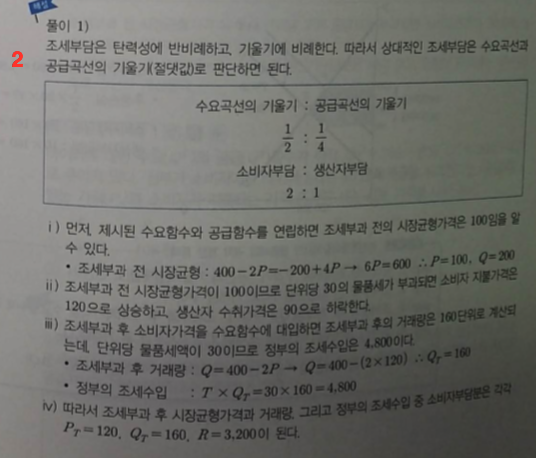 해설
풀이 1)
조세부담은 탄력성에 반비례하고, 기울기에 비례한다. 따라서 상대적인 조세부담은 수요곡선과
2
공급곡선의 기울기(절댓값)로 판단하면 된다.
수요곡선의 기울기 : 공급곡선의 기울기
1/2 : 1/4
소비자부담 : 생산자부담
2 : 1
ⅰ) 먼저, 제시된 수요함수와 공급함수를 연립하면 조세부과 전의 시장균형가격은 100임을 알
수 있다.
• 조세부과 전 시장균형 : 400-2P=-200+4P → 6P=600 ∴P=100, Q=200
ⅱ) 조세부과 전 시장균형가격이 100이므로 단위당 30의 물품세가 부과되면 소비자 지불가격은
120으로 상승하고, 생산자 수취가격은 90으로 하락한다.
ⅲ) 조세부과 후 소비자가격을 수요함수에 대입하면 조세부과 후의 거래량은 160단위로 계산되
는데, 단위당 물품세액이 30이므로 정부의 조세수입은 4,800이다.
• 조세부과 후 거래량 : Q=400-2P → Q=400-(2×120) ∴Q_T=160
• 정부의 조세수입 : T×Q_T=30×160=4,800
ⅳ) 따라서 조세부과 후 시장균형가격과 거래량, 그리고 정부의 조세수입 중 소비자부담분은 각각
P_T=120, Q_T=160, R=3,200이 된다.